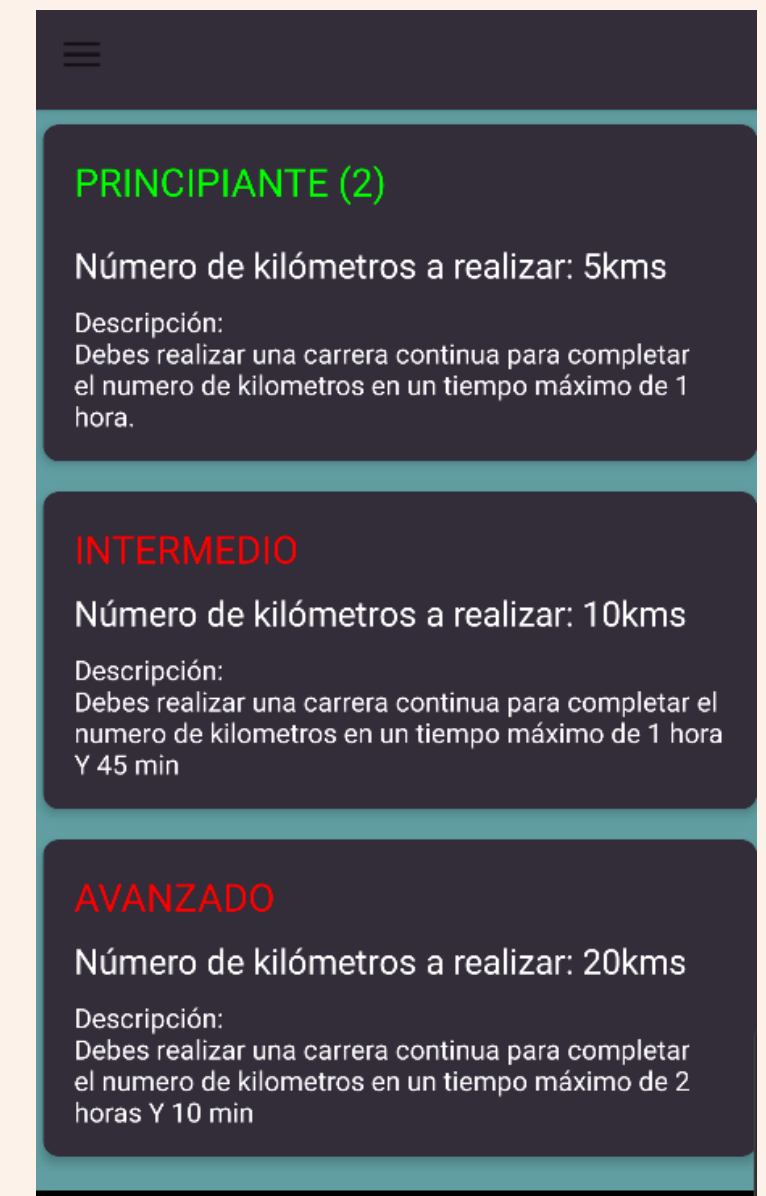 PRINCIPIANTE (2)
Número de kilómetros a realizar: 5kms
Descripción:
Debes realizar una carrera continua para completar
el numero de kilometros en un tiempo máximo de 1
hora.
INTERMEDIO
Número de kilómetros a realizar: 10kms
Descripción:
Debes realizar una carrera continua para completar el
numero de kilometros en un tiempo máximo de 1 hora
Y 45 min
AVANZADO
Número de kilómetros a realizar: 20kms
Descripción:
Debes realizar una carrera continua para completar
el numero de kilometros en un tiempo máximo de 2
horas Y 10 min